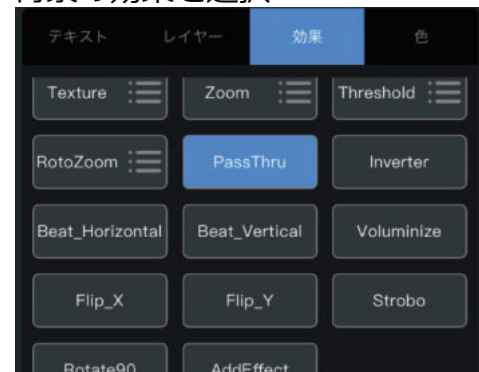 テキスト レイヤー 効果 色
Texture Zoom Threshold
RotoZoom PassThru Inverter
Beat_Horizontal Beat_Vertical Voluminize
Flip_X Flip_Y Strobo
Rotate90 AddEffect